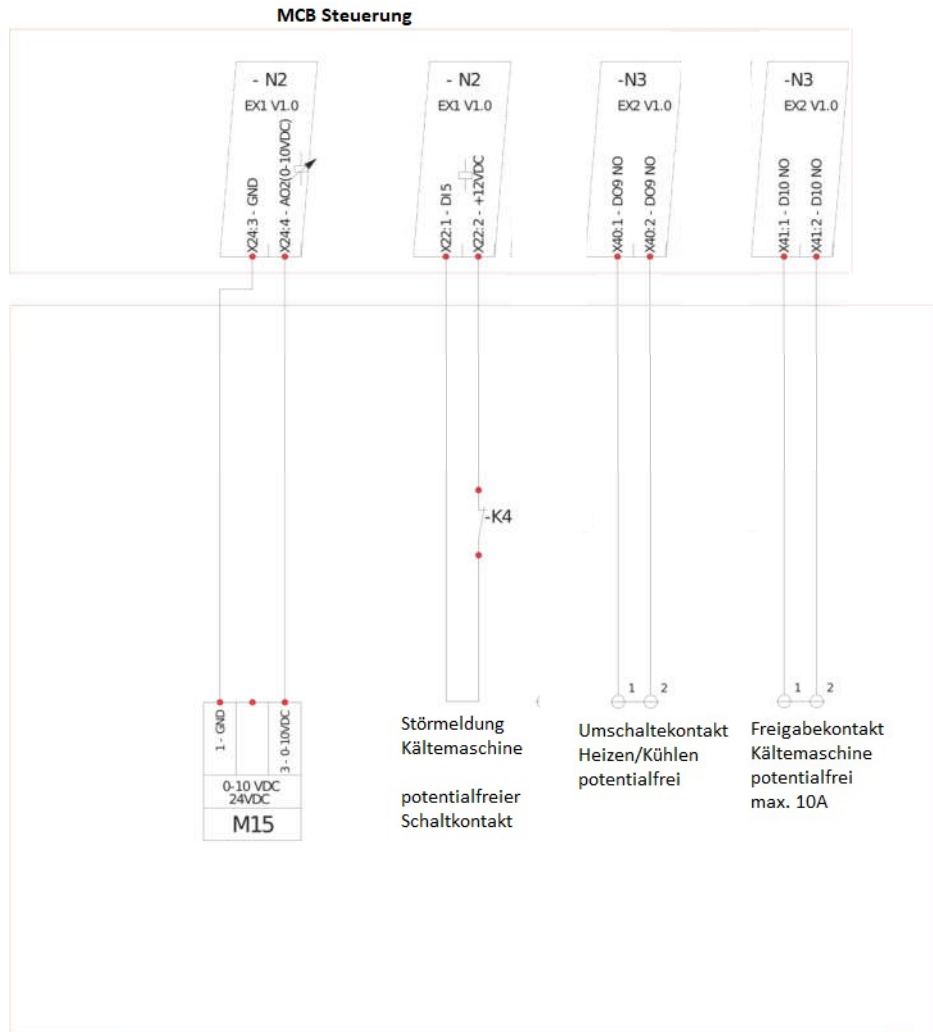 MCB Steuerung
- N2
EX1 V1.0
X24:3 - GND
X24:4 - AO2(0-10VDC)
- N2
EX1 V1.0
X22:1 - DI5
X22:2 - +12VDC
-N3
EX2 V1.0
X40:1 - DO9 NO
X40:2 - DO9 NO
-N3
EX2 V1.0
X41:1 - D10 NO
X41:2 - D10 NO
-K4
1 - GND
3 - 0-10VDC
0-10 VDC
24VDC
M15
Störmeldung
Kältemaschine
potentialfreier
Schaltkontakt
1 2
Umschaltekontakt
Heizen/Kühlen
potentialfrei
1 2
Freigabekontakt
Kältemaschine
potentialfrei
max. 10A